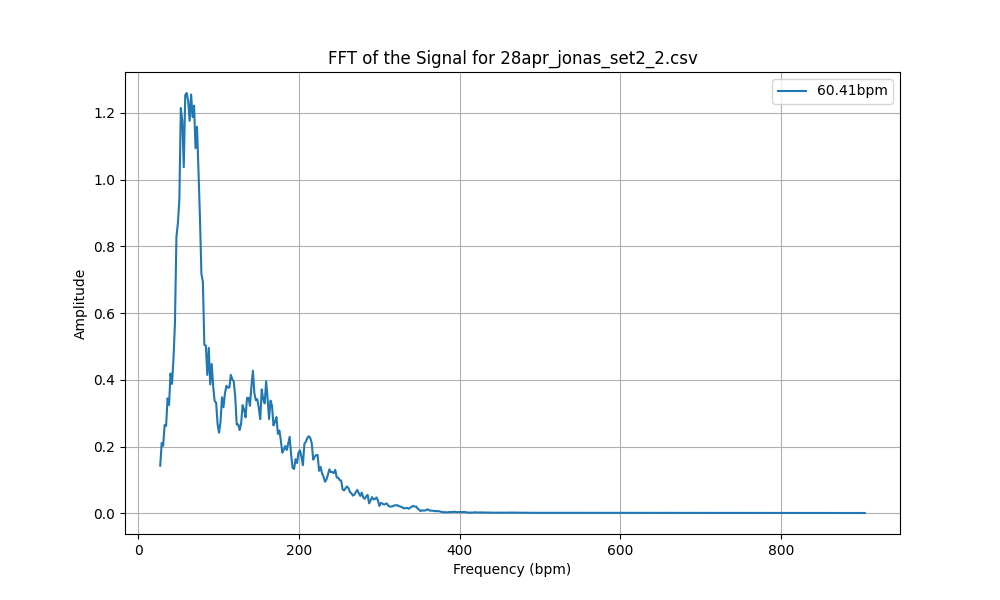 FFT of the Signal for 28apr_jonas_set2_2.csv
60.41bpm
1.2
1.0
0.8
0.6
0.4
0.2
0.0
Amplitude
0 200 400 600 800
Frequency (bpm)